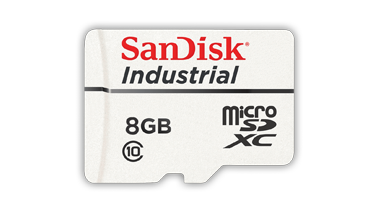 SanDisk®
Industrial
8GB
micro
SD
XC
10